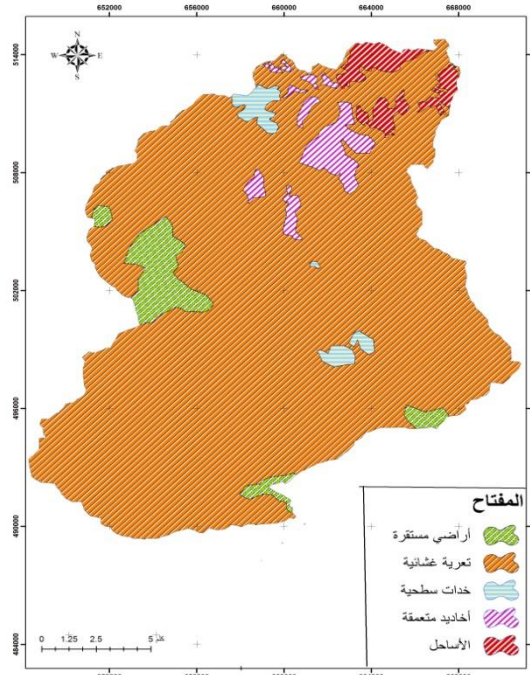 652000 656000 660000 664000 668000
514000
508000
502000
496000
490000
484000
N
W E
S
المفتاح
أراضي مستقرة
تعرية غشائية
خدات سطحية
أخاديد متعمقة
الأساحل
0 1.25 2.5 5 كم